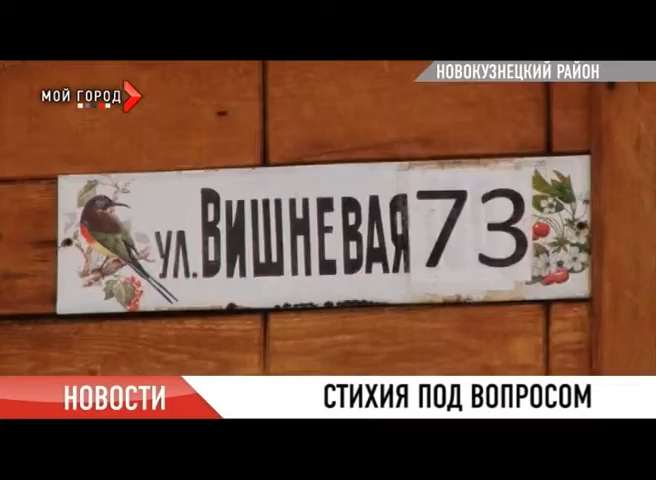 НОВОКУЗНЕЦКИЙ РАЙОН
МОЙ ГОРОД
ул. ВИШНЕВАЯ 73
НОВОСТИ
СТИХИЯ ПОД ВОПРОСОМ